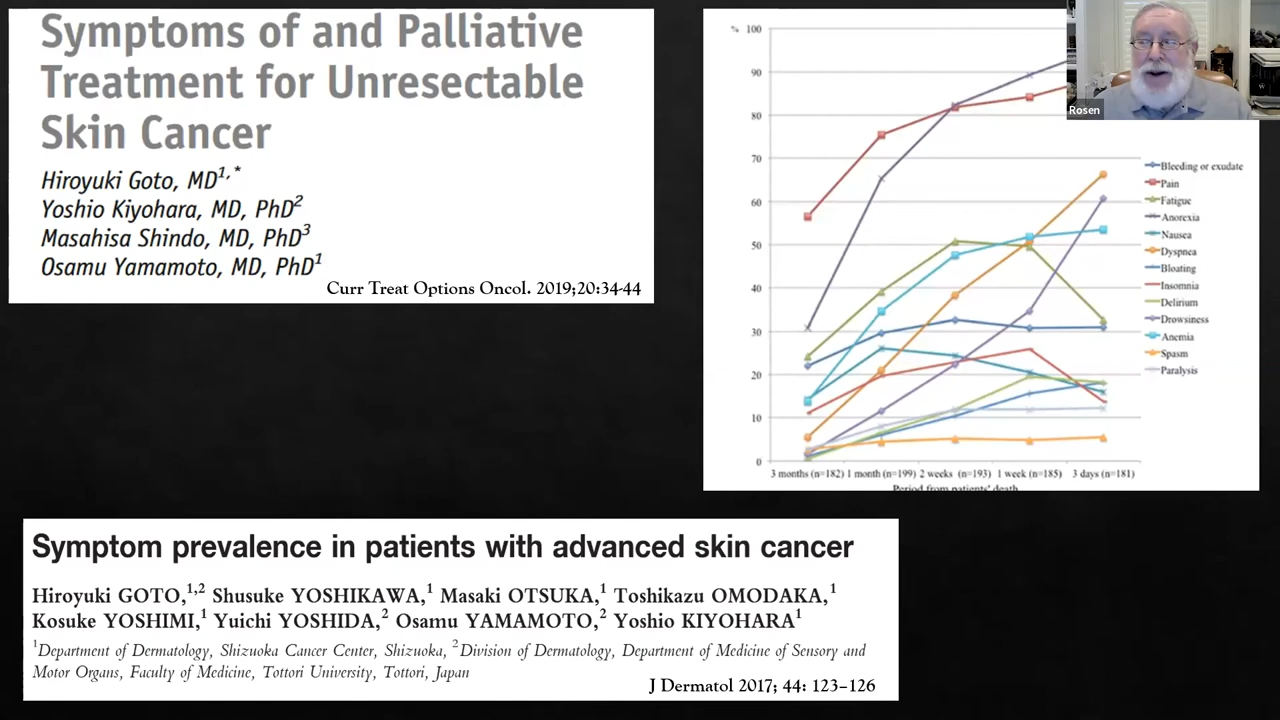 Symptoms of and Palliative
Treatment for Unresectable
Skin Cancer
Hiroyuki Goto, MD1,*
Yoshio Kiyohara, MD, PhD2
Masahisa Shindo, MD, PhD3
Osamu Yamamoto, MD, PhD1
Curr Treat Options Oncol. 2019;20:34-44
%
100
90
80
70
60
50
40
30
20
10
0
3 months (n=182) 1 month (n=199) 2 weeks (n=193) 1 week (n=185) 3 days (n=181)
Period from patients' death
Bleeding or exudate
Pain
Fatigue
Anorexia
Nausea
Dyspnea
Bloating
Insomnia
Delirium
Drowsiness
Anemia
Spasm
Paralysis
Rosen
Symptom prevalence in patients with advanced skin cancer
Hiroyuki GOTO,1,2 Shusuke YOSHIKAWA,1 Masaki OTSUKA,1 Toshikazu OMODAKA,1
Kosuke YOSHIMI,1 Yuichi YOSHIDA,2 Osamu YAMAMOTO,2 Yoshio KIYOHARA1
1Department of Dermatology, Shizuoka Cancer Center, Shizuoka, 2Division of Dermatology, Department of Medicine of Sensory and
Motor Organs, Faculty of Medicine, Tottori University, Tottori, Japan
J Dermatol 2017; 44: 123–126